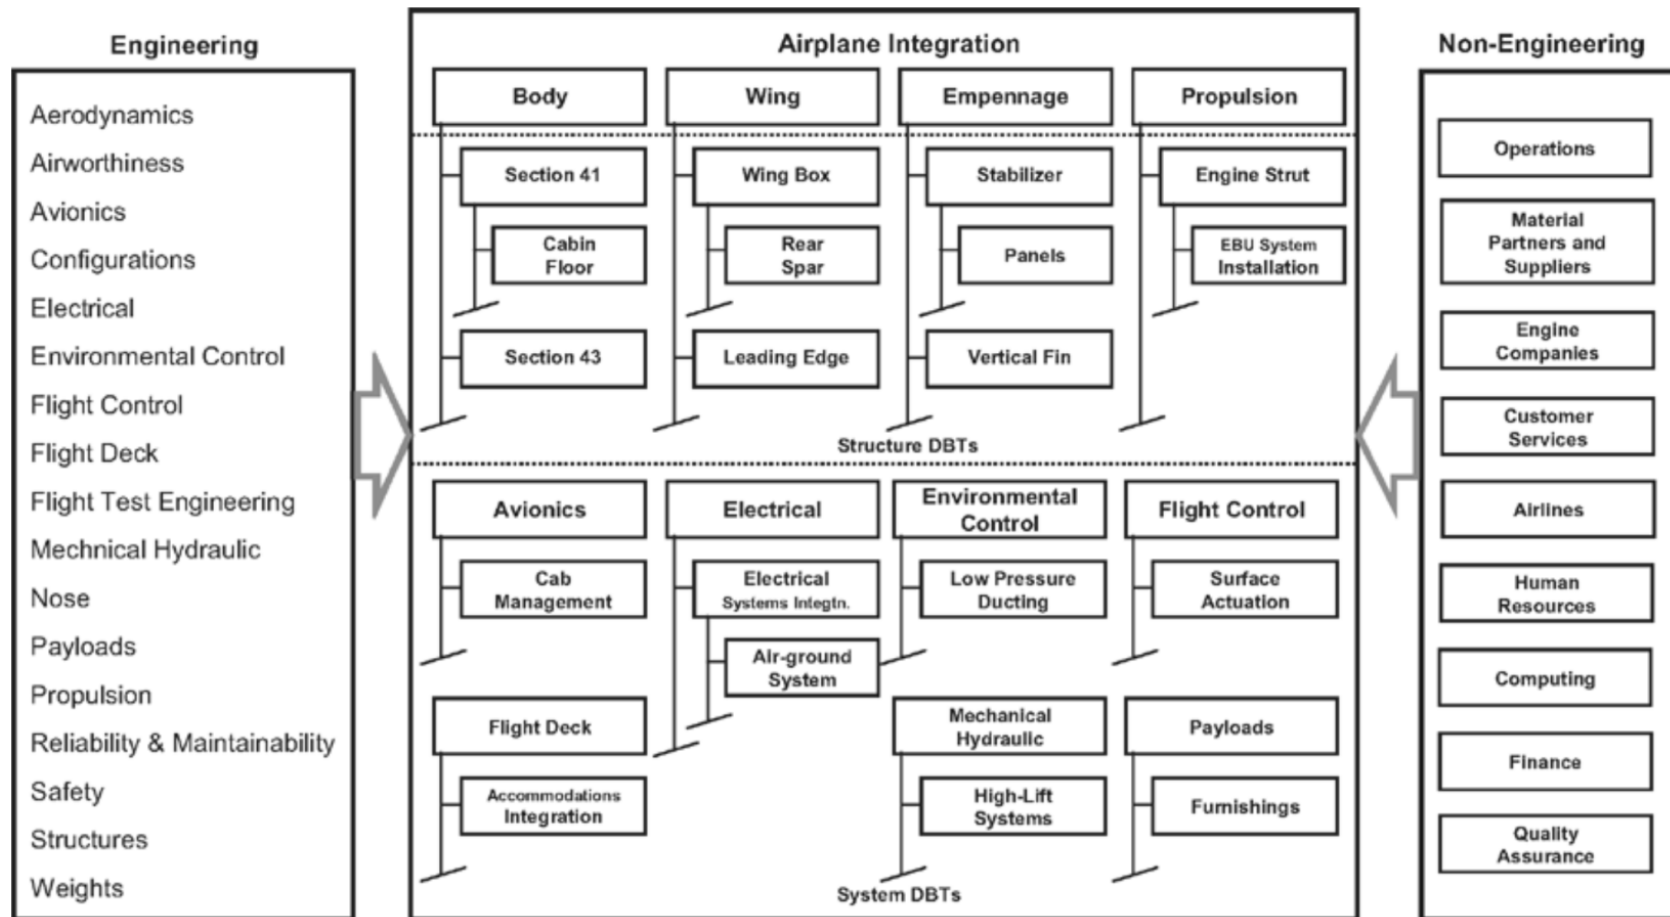 Engineering
Aerodynamics
Airworthiness
Avionics
Configurations
Electrical
Environmental Control
Flight Control
Flight Deck
Flight Test Engineering
Mechnical Hydraulic
Nose
Payloads
Propulsion
Reliability & Maintainability
Safety
Structures
Weights
Airplane Integration
Body
Wing
Empennage
Propulsion
Section 41
Wing Box
Stabilizer
Engine Strut
Cabin
Floor
Rear
Spar
Panels
EBU System
Installation
Section 43
Leading Edge
Vertical Fin
Structure DBTs
Avionics
Electrical
Environmental
Control
Flight Control
Cab
Management
Electrical
Systems Integtn.
Low Pressure
Ducting
Surface
Actuation
Air-ground
System
Flight Deck
Mechanical
Hydraulic
Payloads
Accommodations
Integration
High-Lift
Systems
Furnishings
System DBTs
Non-Engineering
Operations
Material
Partners and
Suppliers
Engine
Companies
Customer
Services
Airlines
Human
Resources
Computing
Finance
Quality
Assurance